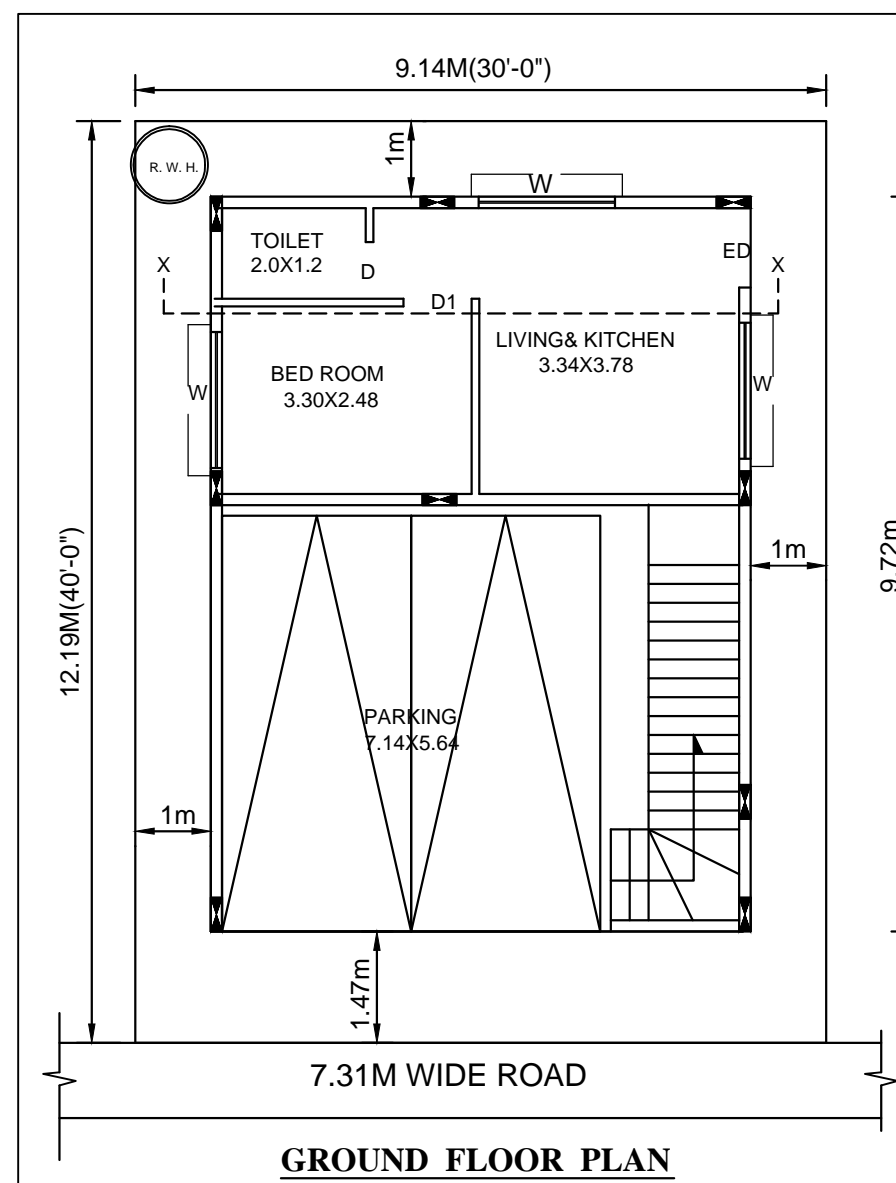 9.14M(30'-0")
R. W. H.
1m
W
TOILET
2.0X1.2
ED
X
D
X
D1
LIVING& KITCHEN
3.34X3.78
BED ROOM
3.30X2.48
W
W
12.19M(40'-0")
1m
9.72m
PARKING
7.14X5.64
1m
1.47m
7.31M WIDE ROAD
GROUND FLOOR PLAN